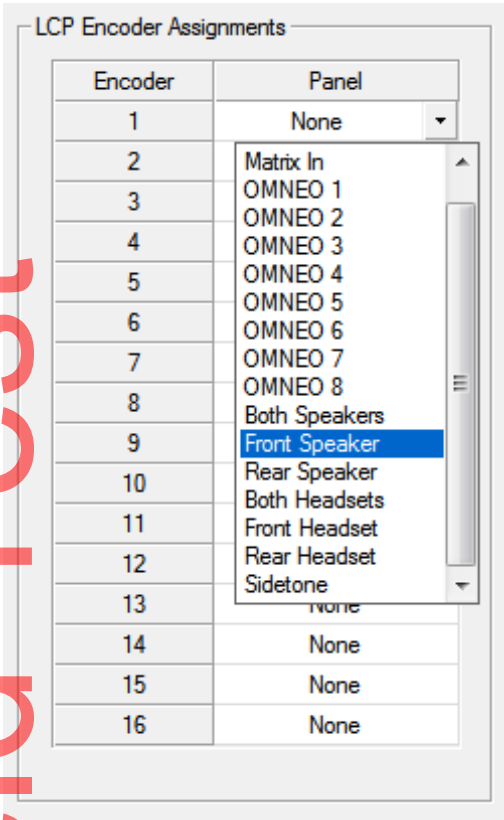 LCP Encoder Assignments
Encoder Panel
1 None
2
3
4
5
6
7
8
9
10
11
12
13 None
14 None
15 None
16 None
Matrix In
OMNEO 1
OMNEO 2
OMNEO 3
OMNEO 4
OMNEO 5
OMNEO 6
OMNEO 7
OMNEO 8
Both Speakers
Front Speaker
Rear Speaker
Both Headsets
Front Headset
Rear Headset
Sidetone